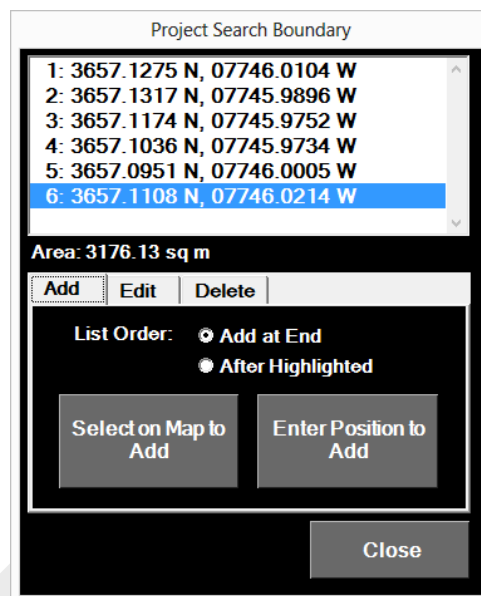 Project Search Boundary
1: 3657.1275 N, 07746.0104 W
2: 3657.1317 N, 07745.9896 W
3: 3657.1174 N, 07745.9752 W
4: 3657.1036 N, 07745.9734 W
5: 3657.0951 N, 07746.0005 W
6: 3657.1108 N, 07746.0214 W
Area: 3176.13 sq m
Add Edit Delete
List Order: Add at End
After Highlighted
Select on Map to
Add
Enter Position to
Add
Close